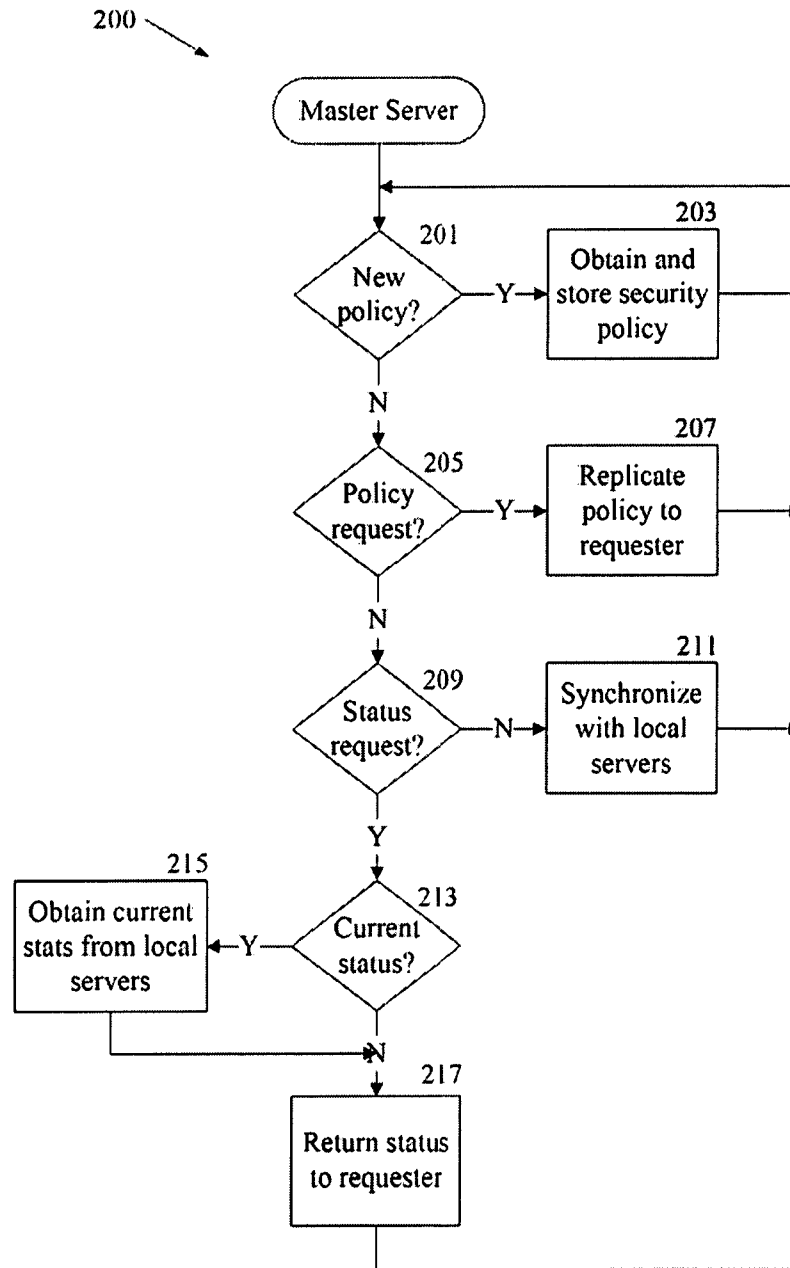 200
Master Server
201
New
policy?
Y
203
Obtain and
store security
policy
N
205
Policy
request?
Y
207
Replicate
policy to
requester
N
209
Status
request?
N
211
Synchronize
with local
servers
Y
215
Obtain current
stats from local
servers
Y
213
Current
status?
N
217
Return status
to requester